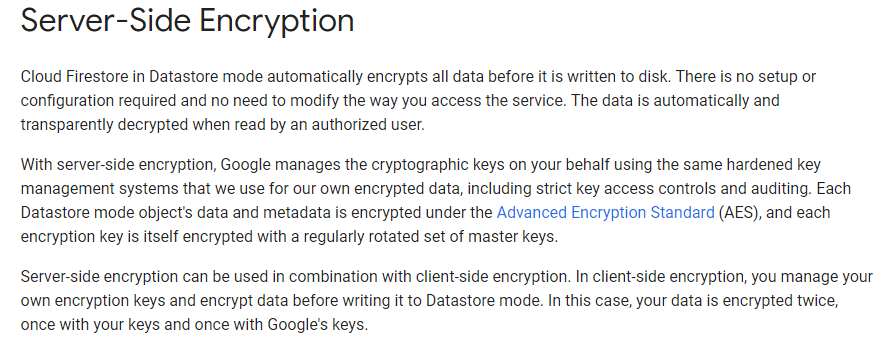 Server-Side Encryption
Cloud Firestore in Datastore mode automatically encrypts all data before it is written to disk. There is no setup or
configuration required and no need to modify the way you access the service. The data is automatically and
transparently decrypted when read by an authorized user.
With server-side encryption, Google manages the cryptographic keys on your behalf using the same hardened key
management systems that we use for our own encrypted data, including strict key access controls and auditing. Each
Datastore mode object's data and metadata is encrypted under the Advanced Encryption Standard (AES), and each
encryption key is itself encrypted with a regularly rotated set of master keys.
Server-side encryption can be used in combination with client-side encryption. In client-side encryption, you manage your
own encryption keys and encrypt data before writing it to Datastore mode. In this case, your data is encrypted twice,
once with your keys and once with Google's keys.